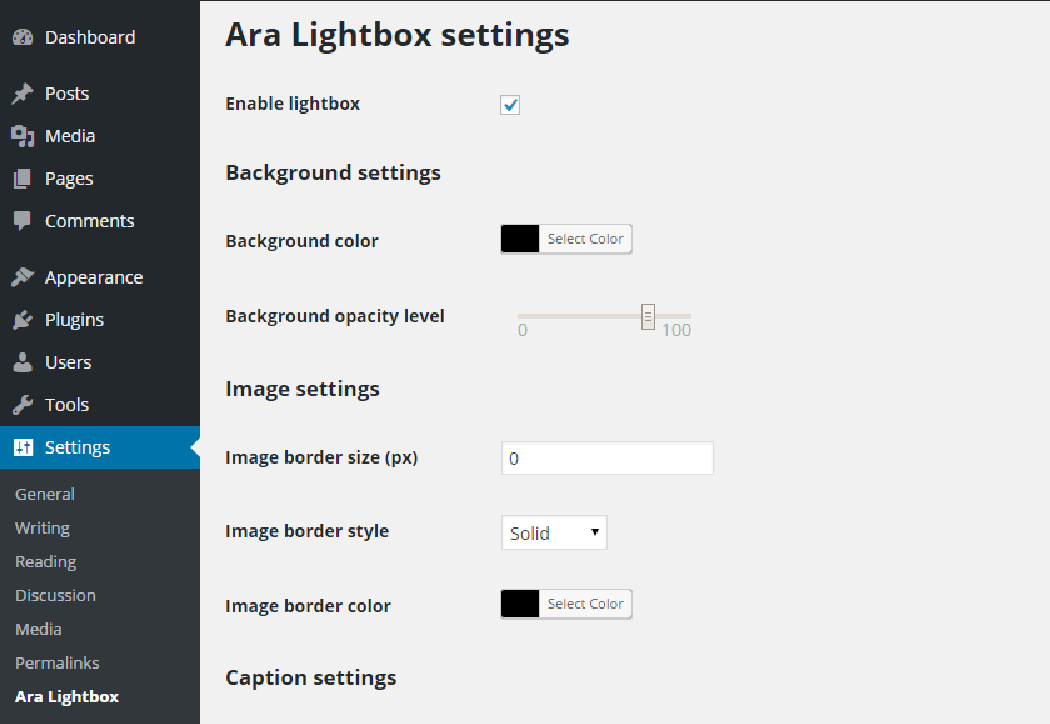 Dashboard
Posts
Media
Pages
Comments
Appearance
Plugins
Users
Tools
Settings
General
Writing
Reading
Discussion
Media
Permalinks
Ara Lightbox
Ara Lightbox settings
Enable lightbox
Background settings
Background color Select Color
Background opacity level
0 100
Image settings
Image border size (px) 0
Image border style Solid
Image border color Select Color
Caption settings